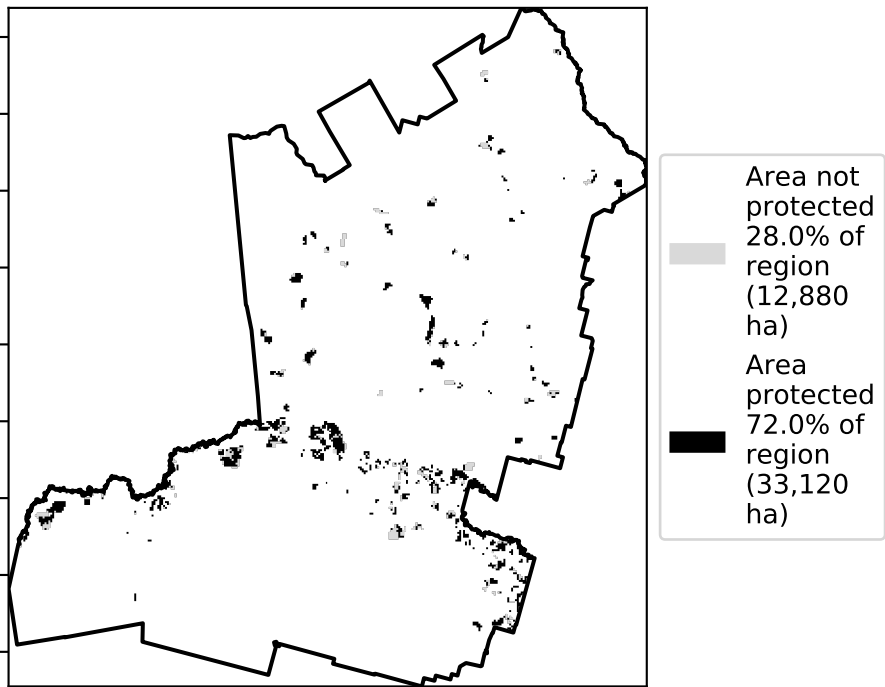 Area not
protected
28.0% of
region
(12,880
ha)
Area
protected
72.0% of
region
(33,120
ha)